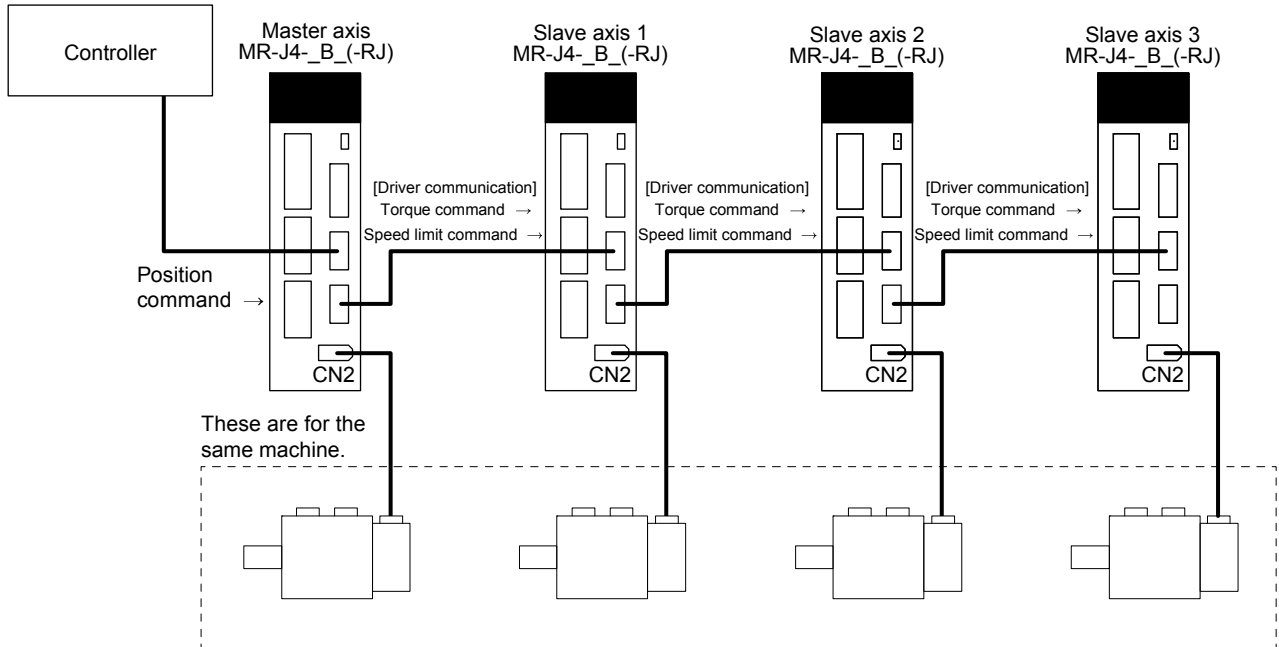 Controller
Master axis
MR-J4-_B_(-RJ)
Slave axis 1
MR-J4-_B_(-RJ)
Slave axis 2
MR-J4-_B_(-RJ)
Slave axis 3
MR-J4-_B_(-RJ)
[Driver communication]
Torque command →
Speed limit command →
[Driver communication]
Torque command →
Speed limit command →
[Driver communication]
Torque command →
Speed limit command →
Position
command →
CN2
CN2
CN2
CN2
These are for the
same machine.